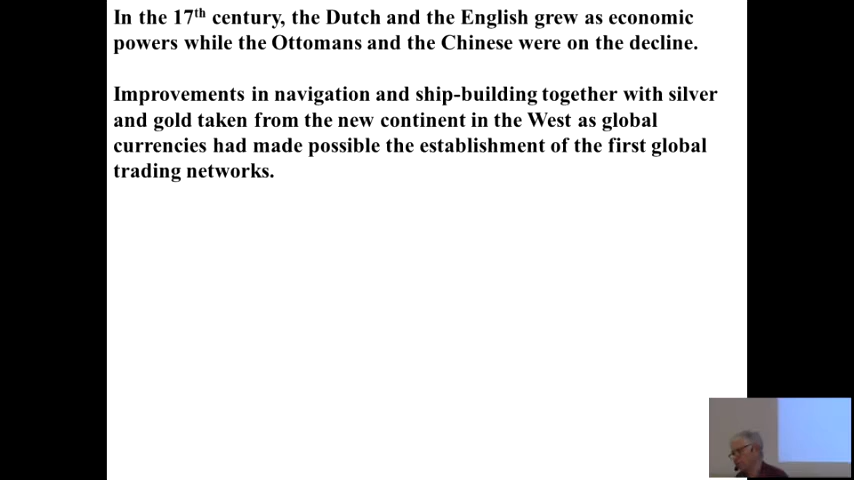 In the 17th century, the Dutch and the English grew as economic
powers while the Ottomans and the Chinese were on the decline.
Improvements in navigation and ship-building together with silver
and gold taken from the new continent in the West as global
currencies had made possible the establishment of the first global
trading networks.